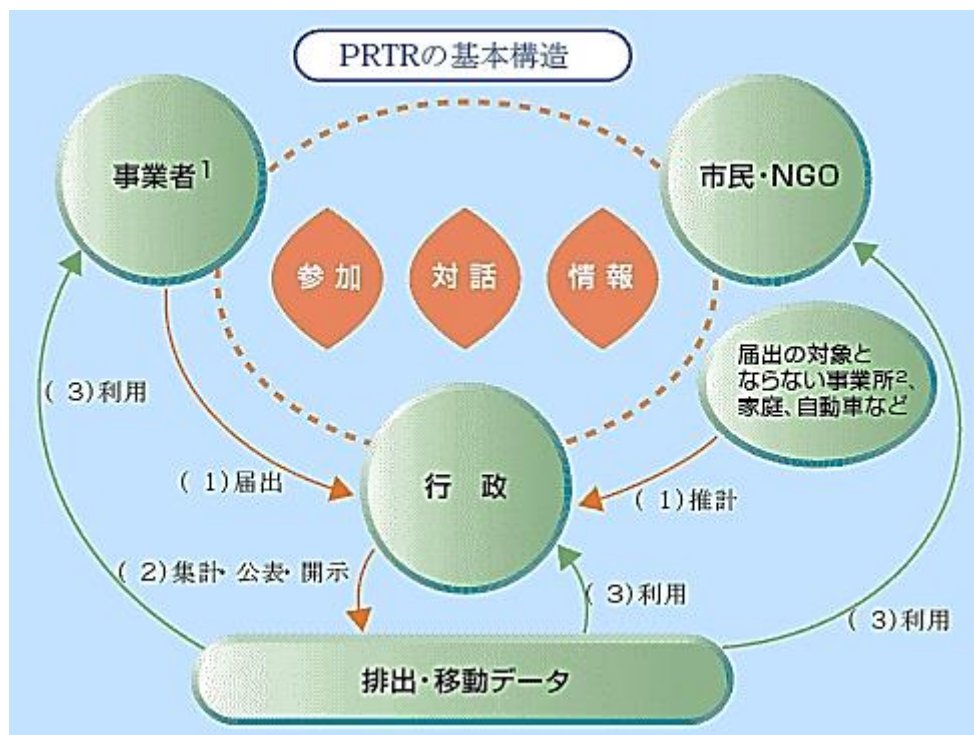 PRTRの基本構造
事業者1
市民・NGO
参加
対話
情報
届出の対象と
ならない事業所2、
家庭、自動車など
( 3)利用
( 1)届出
行 政
( 1)推計
( 2)集計・公表・開示
( 3)利用
( 3)利用
排出・移動データ